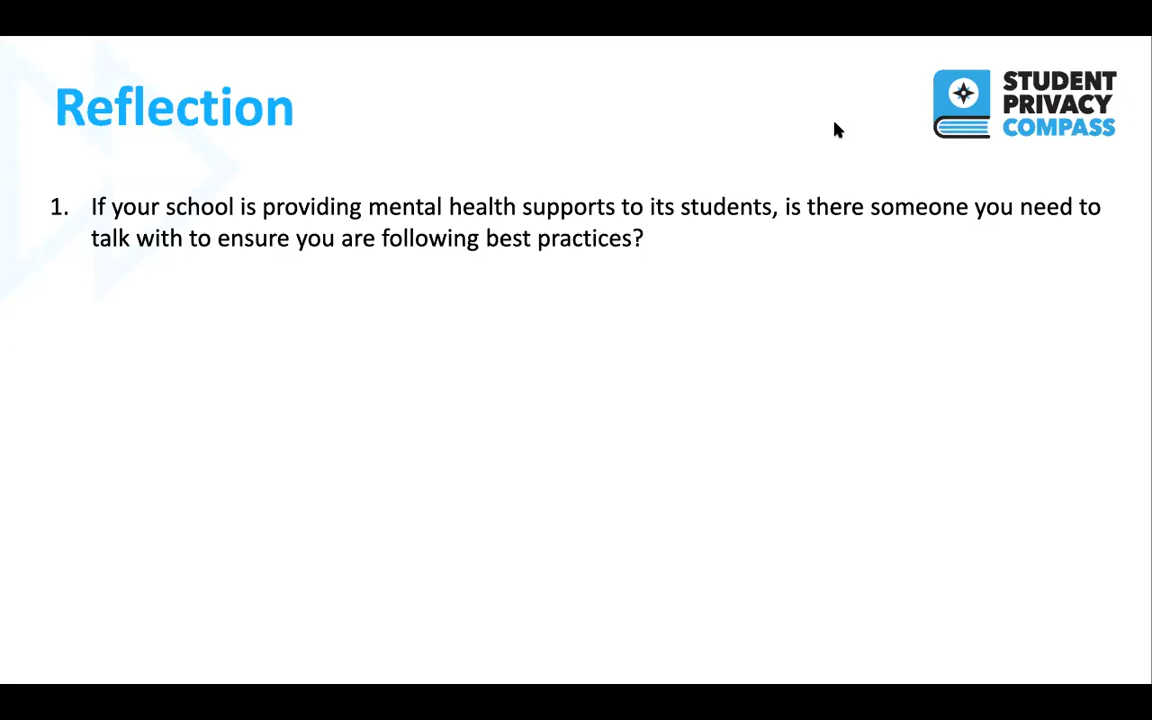 Reflection
STUDENT
PRIVACY
COMPASS
1. If your school is providing mental health supports to its students, is there someone you need to
talk with to ensure you are following best practices?